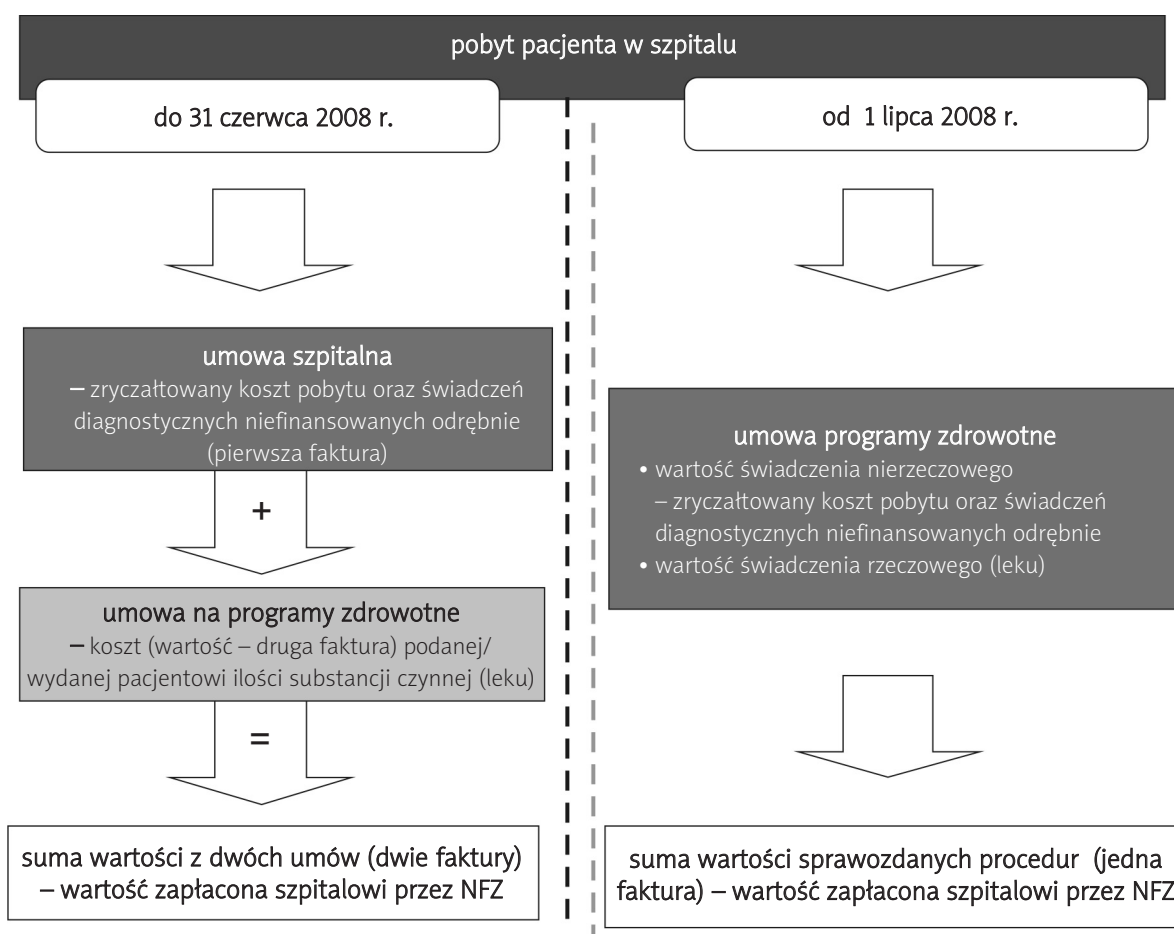 pobyt pacjenta w szpitalu
do 31 czerwca 2008 r.
umowa szpitalna
– zryczałtowany koszt pobytu oraz świadczeń
diagnostycznych niefinansowanych odrębnie
(pierwsza faktura)
+
umowa na programy zdrowotne
– koszt (wartość – druga faktura) podanej/
wydanej pacjentowi ilości substancji czynnej (leku)
=
suma wartości z dwóch umów (dwie faktury)
– wartość zapłacona szpitalowi przez NFZ
od 1 lipca 2008 r.
umowa programy zdrowotne
• wartość świadczenia nierzeczowego
– zryczałtowany koszt pobytu oraz świadczeń
diagnostycznych niefinansowanych odrębnie
• wartość świadczenia rzeczowego (leku)
suma wartości sprawozdanych procedur (jedna
faktura) – wartość zapłacona szpitalowi przez NFZ